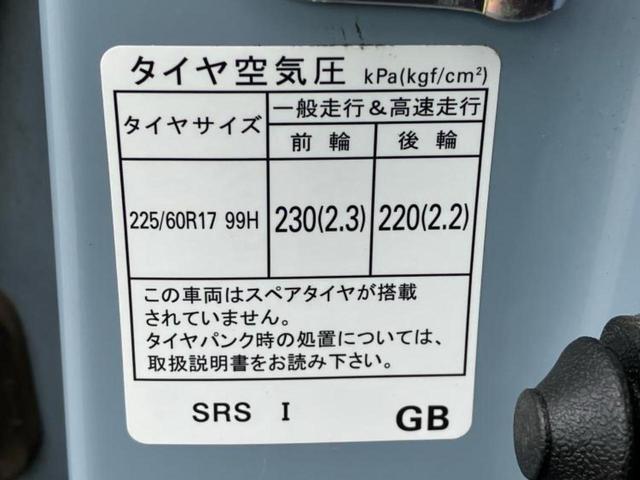 タイヤ空気圧 kPa(kgf/cm²)
タイヤサイズ
一般走行&高速走行
前輪 後輪
225/60R17 99H 230(2.3) 220(2.2)
この車両はスペアタイヤが搭載
されていません。
タイヤパンク時の処置については、
取扱説明書をお読み下さい。
SRS I GB